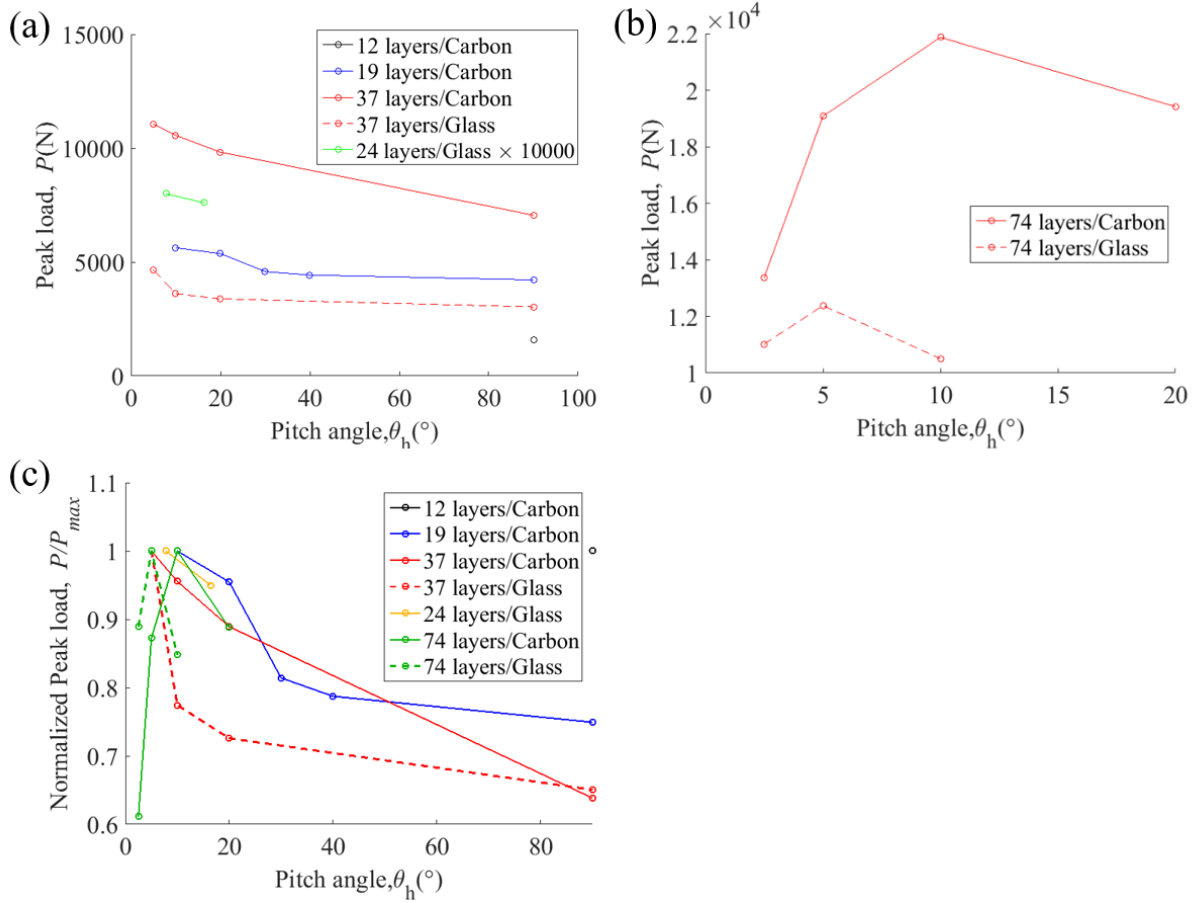 (a)
15000
10000
5000
0
Peak load, P(N)
12 layers/Carbon
19 layers/Carbon
37 layers/Carbon
37 layers/Glass
24 layers/Glass × 10000
0 20 40 60 80 100
Pitch angle,θh(°)
(b)
×10⁴
2.2
2
1.8
1.6
1.4
1.2
1
Peak load, P(N)
74 layers/Carbon
74 layers/Glass
0 5 10 15 20
Pitch angle,θh(°)
(c)
1.1
1
0.9
0.8
0.7
0.6
Normalized Peak load, P/Pmax
12 layers/Carbon
19 layers/Carbon
37 layers/Carbon
37 layers/Glass
24 layers/Glass
74 layers/Carbon
74 layers/Glass
0 20 40 60 80
Pitch angle,θh(°)